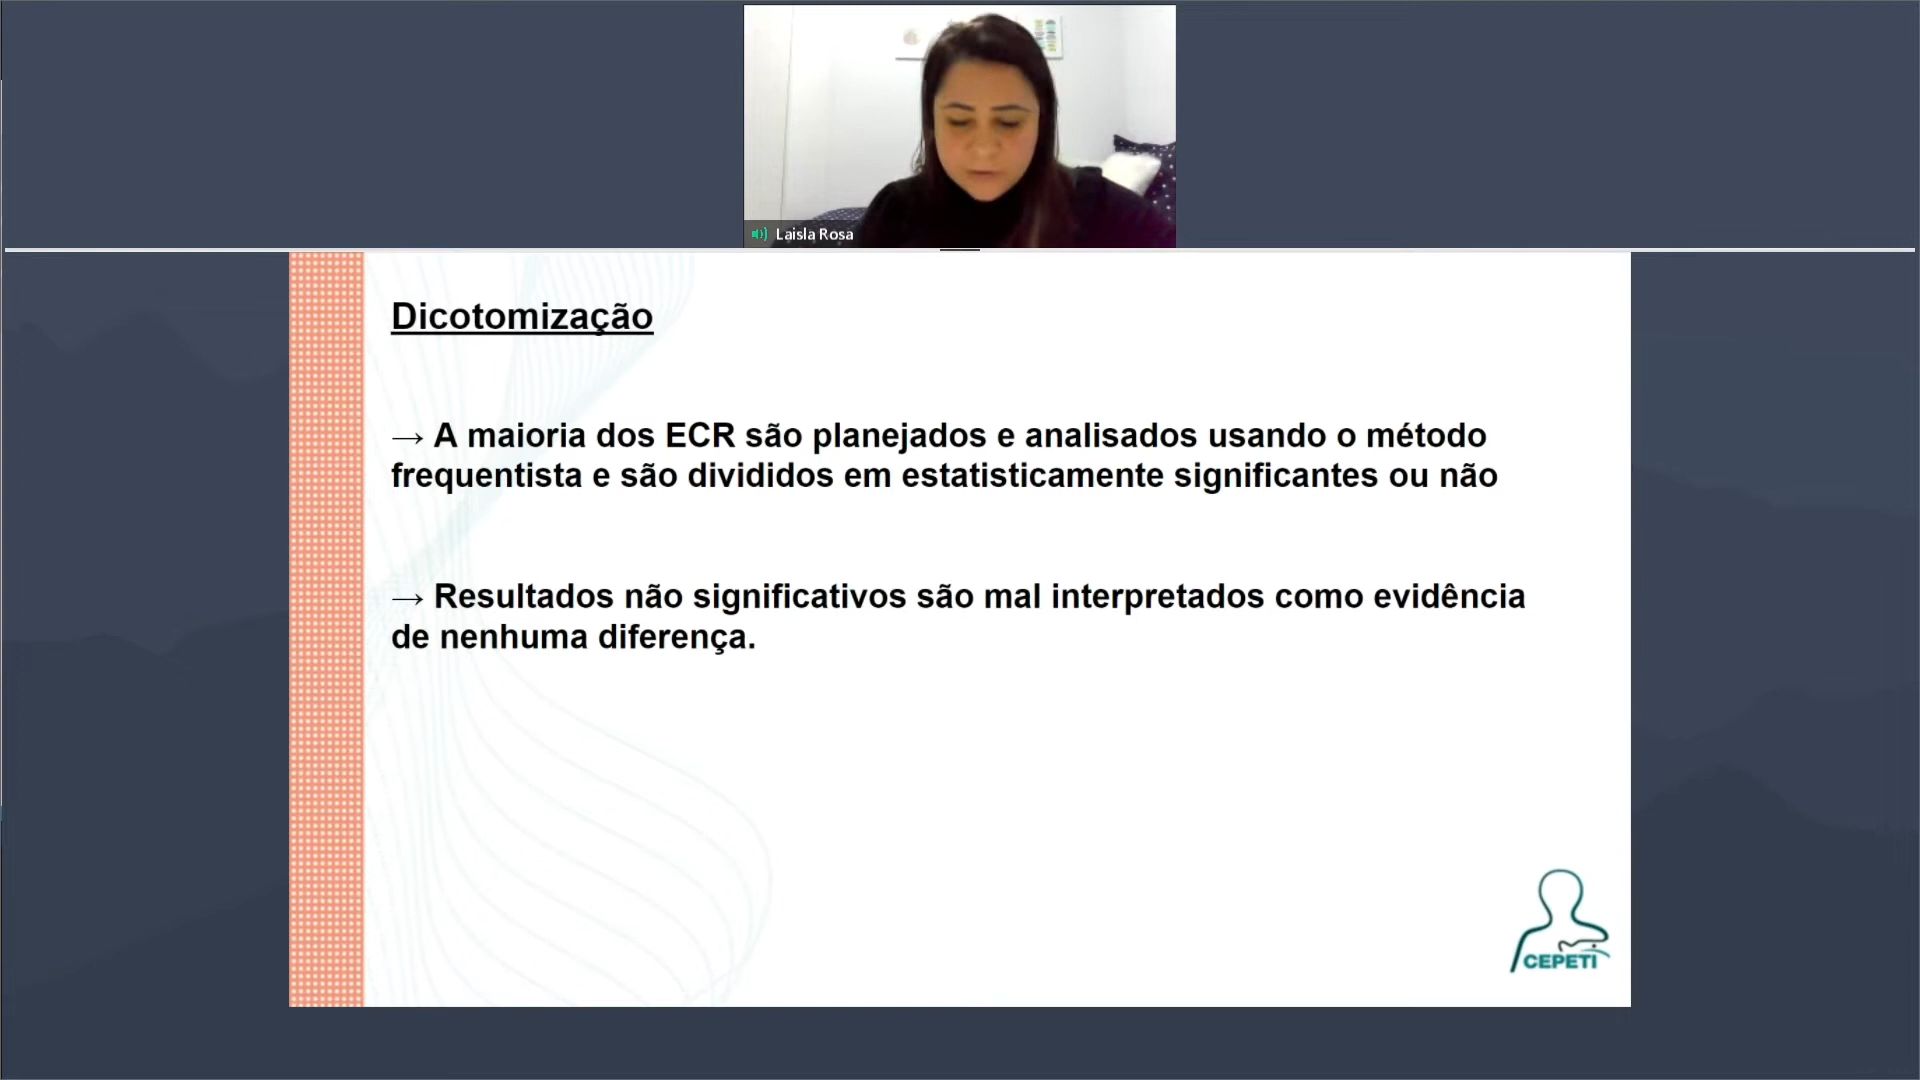 Laisla Rosa
Dicotomização
→ A maioria dos ECR são planejados e analisados usando o método
frequentista e são divididos em estatisticamente significantes ou não
→ Resultados não significativos são mal interpretados como evidência
de nenhuma diferença.
CEPETI